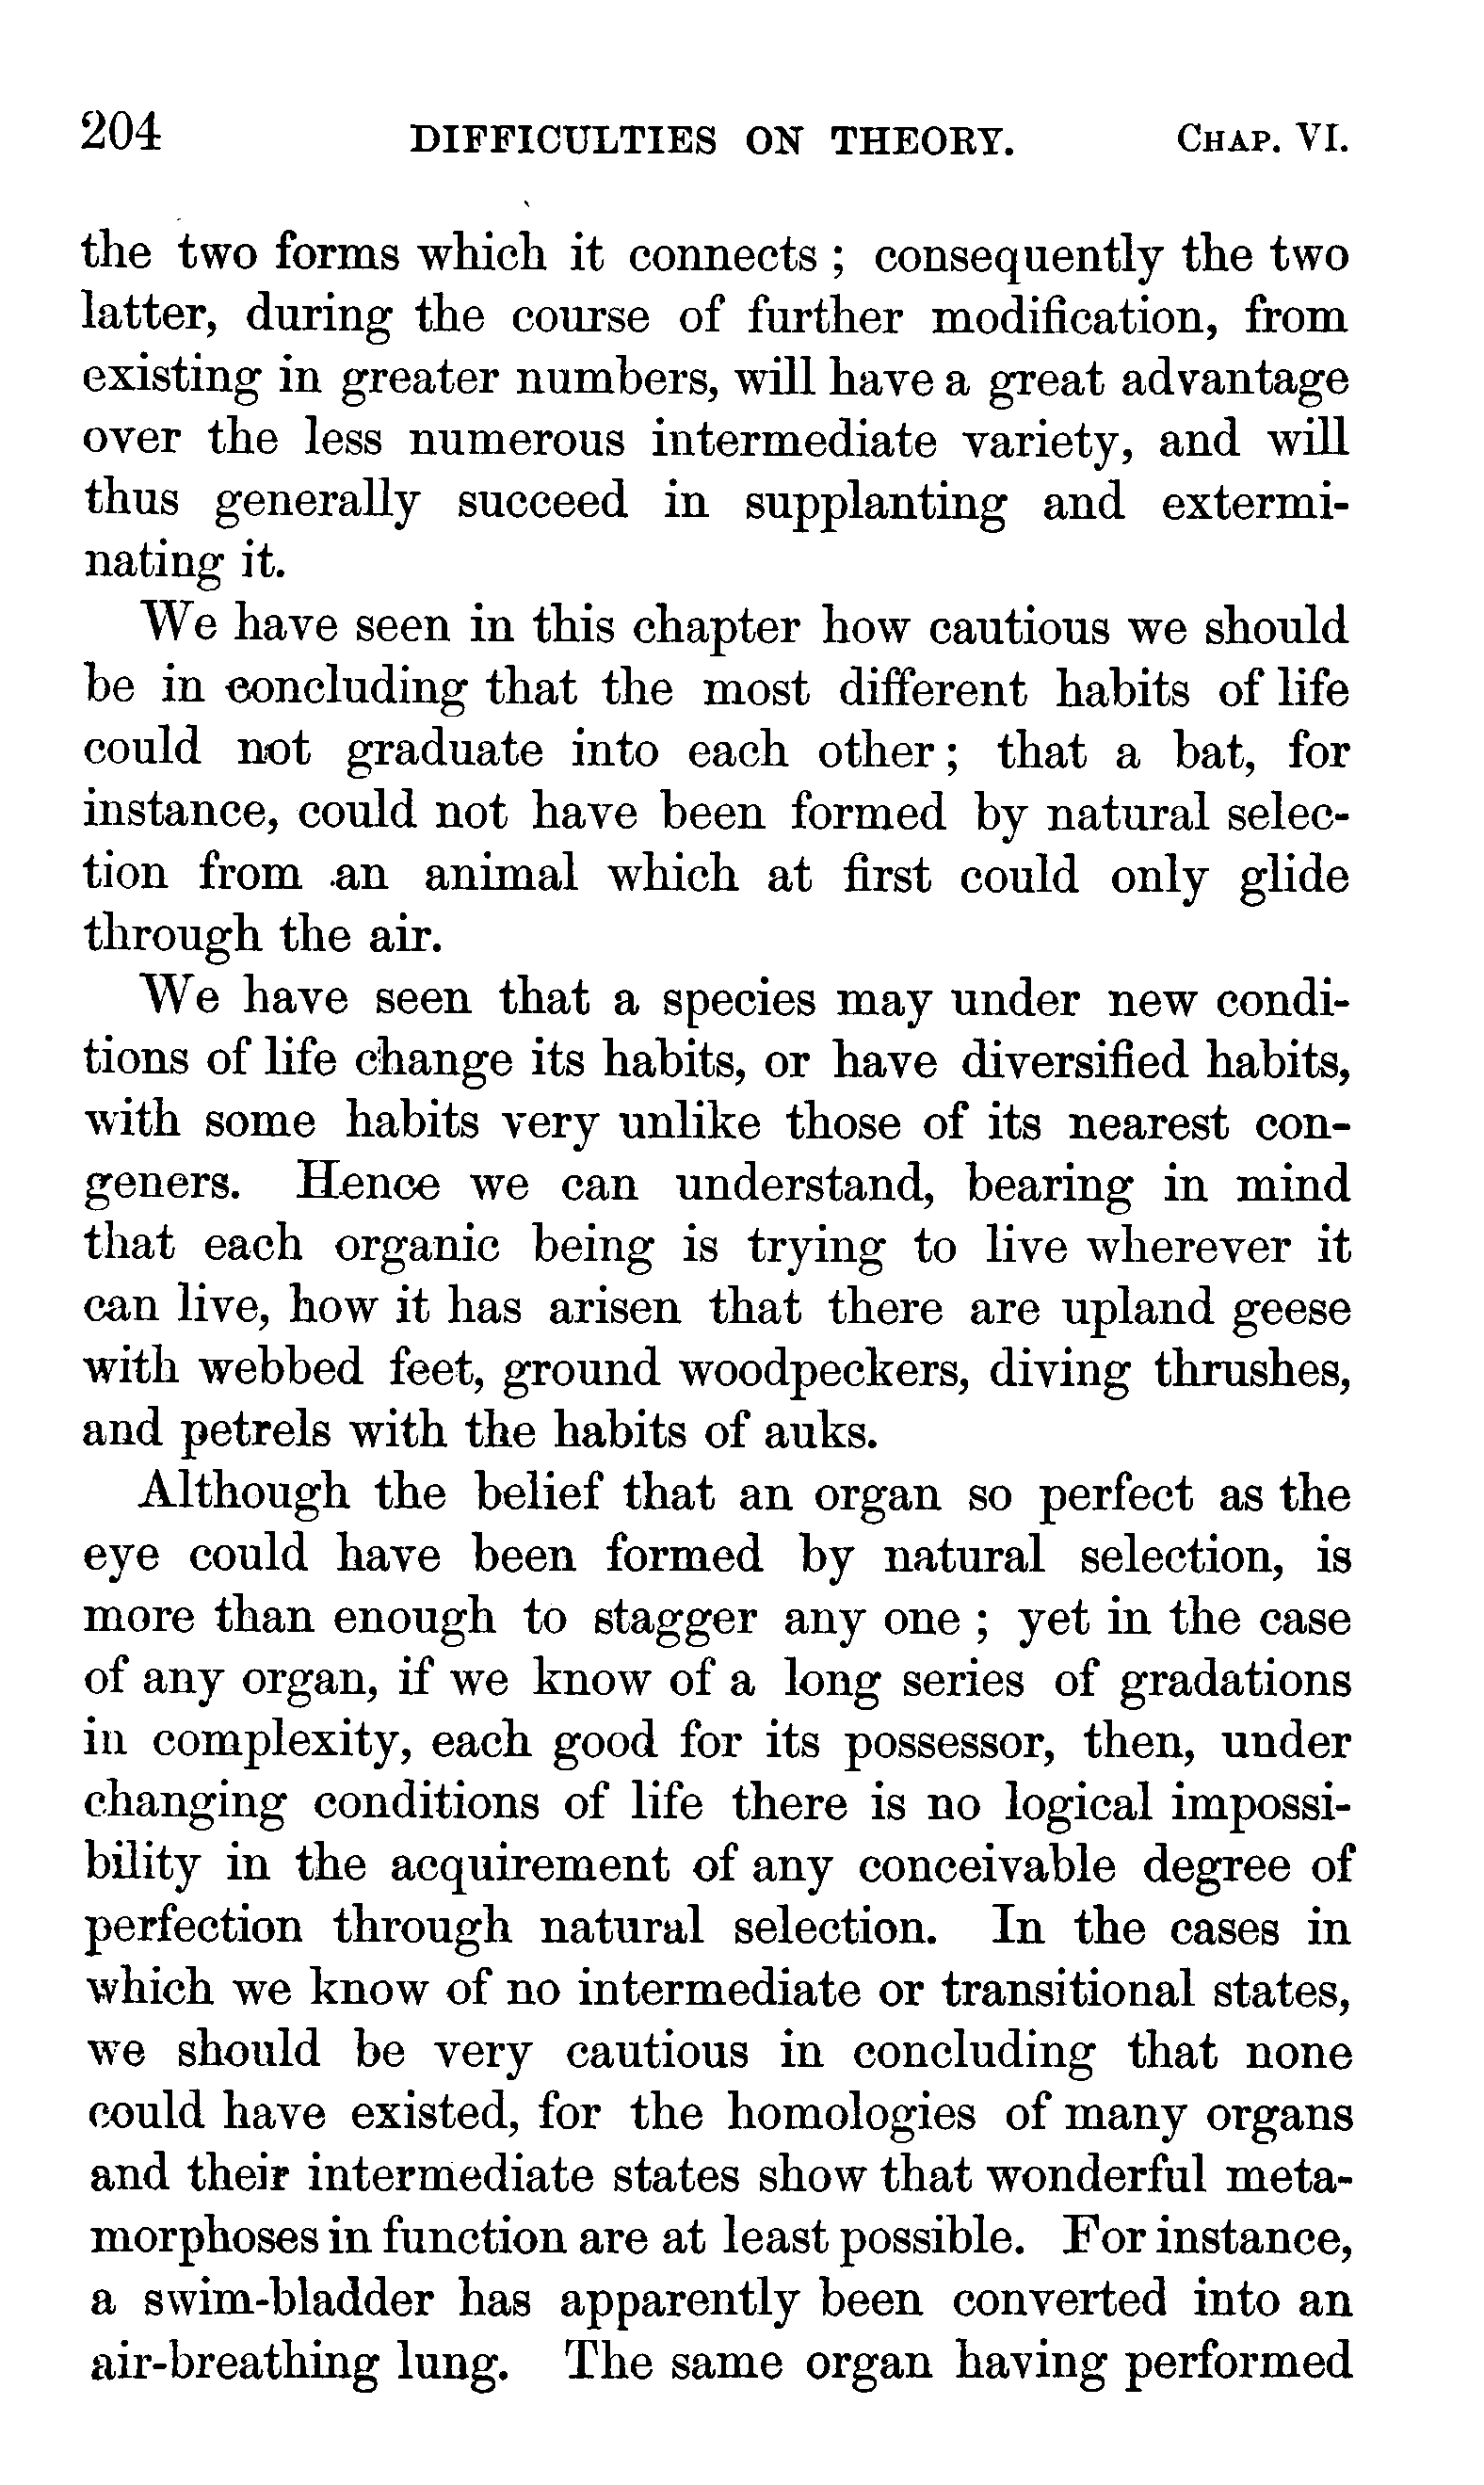 204 DIFFICULTIES ON THEORY. CHAP. VI.
the two forms which it connects ; consequently the two
latter, during the course of further modification, from
existing in greater numbers, will have a great advantage
over the less numerous intermediate variety, and will
thus generally succeed in supplanting and extermi-
nating it.
We have seen in this chapter how cautious we should
be in concluding that the most different habits of life
could not graduate into each other; that a bat, for
instance, could not have been formed by natural selec-
tion from an animal which at first could only glide
through the air.
We have seen that a species may under new condi-
tions of life change its habits, or have diversified habits,
with some habits very unlike those of its nearest con-
geners. Hence we can understand, bearing in mind
that each organic being is trying to live wherever it
can live, how it has arisen that there are upland geese
with webbed feet, ground woodpeckers, diving thrushes,
and petrels with the habits of auks.
Although the belief that an organ so perfect as the
eye could have been formed by natural selection, is
more than enough to stagger any one ; yet in the case
of any organ, if we know of a long series of gradations
in complexity, each good for its possessor, then, under
changing conditions of life there is no logical impossi-
bility in the acquirement of any conceivable degree of
perfection through natural selection. In the cases in
which we know of no intermediate or transitional states,
we should be very cautious in concluding that none
could have existed, for the homologies of many organs
and their intermediate states show that wonderful meta-
morphoses in function are at least possible. For instance,
a swim-bladder has apparently been converted into an
air-breathing lung. The same organ having performed